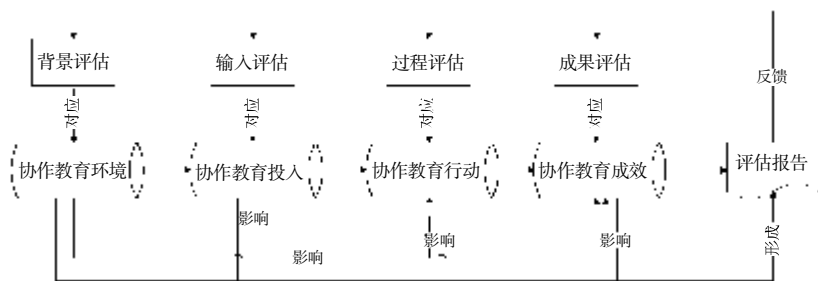 背景评估
输入评估
过程评估
成果评估
反馈
对应
对应
对应
对应
协作教育环境
协作教育投入
协作教育行动
协作教育成效
评估报告
影响
影响
影响
影响
形成